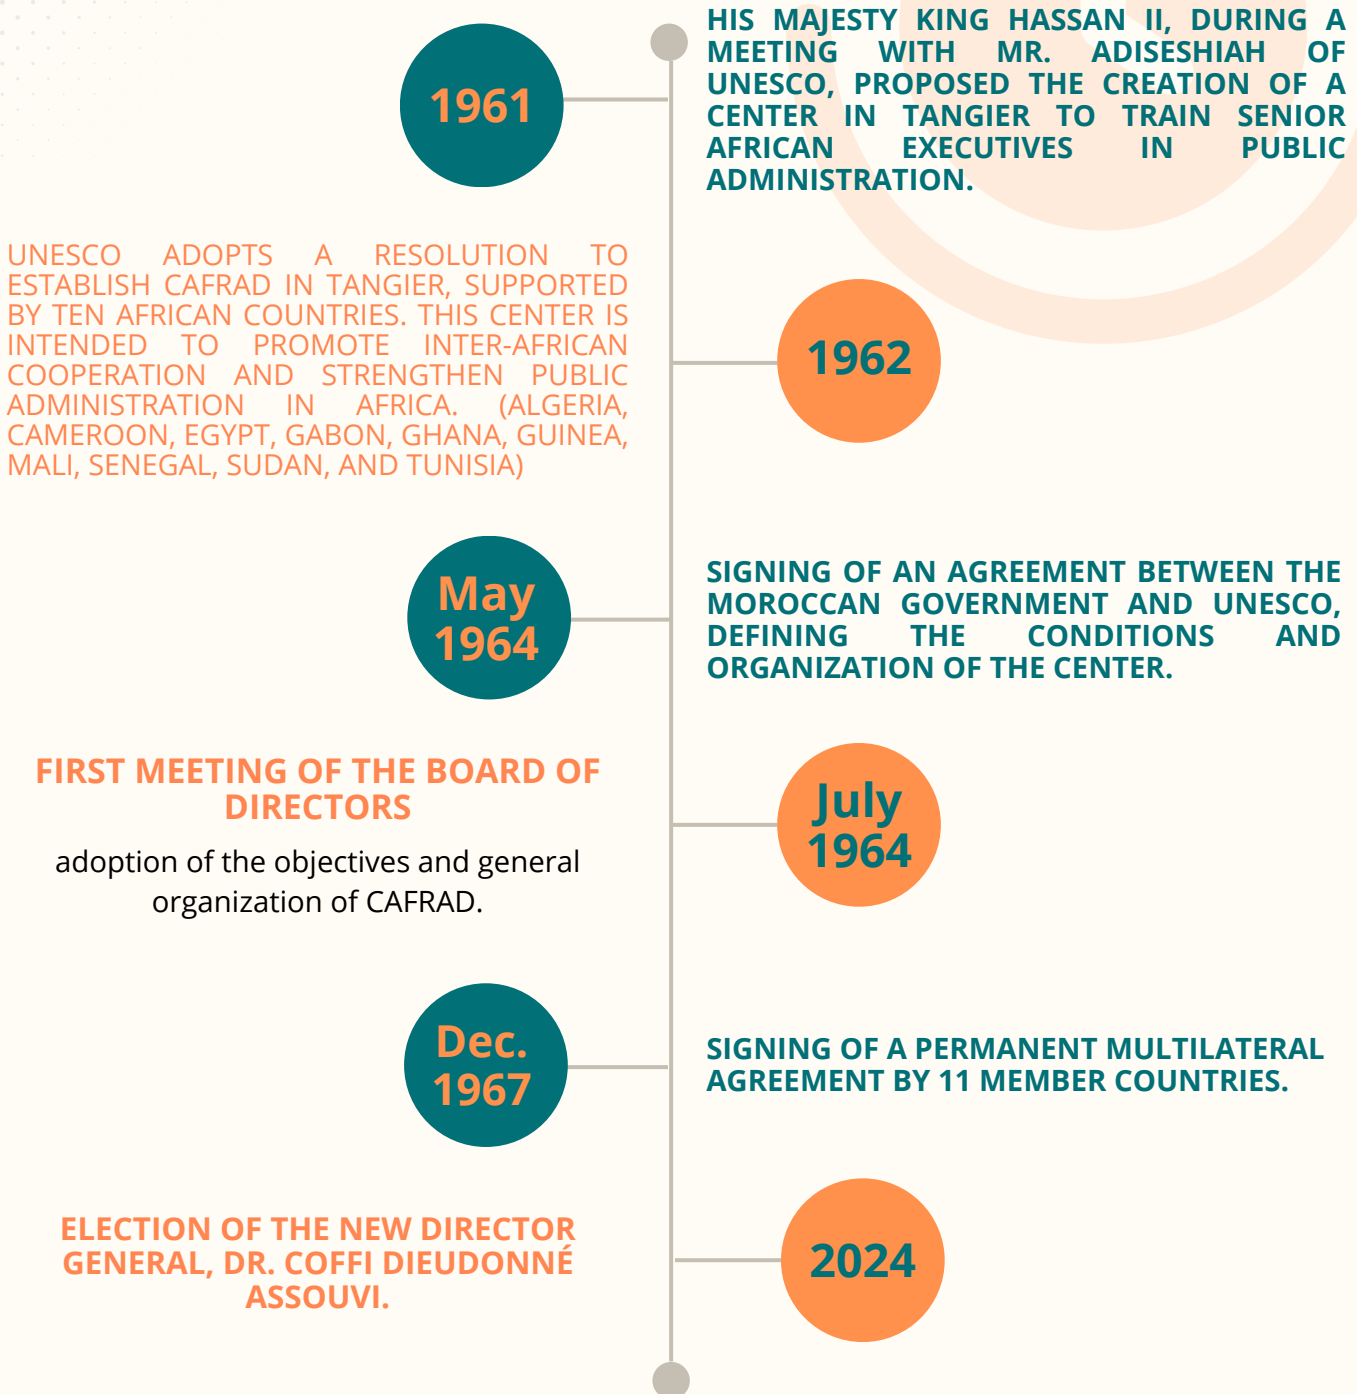 1961
HIS MAJESTY KING HASSAN II, DURING A
MEETING WITH MR. ADISESHIAH OF
UNESCO, PROPOSED THE CREATION OF A
CENTER IN TANGIER TO TRAIN SENIOR
AFRICAN EXECUTIVES IN PUBLIC
ADMINISTRATION.
UNESCO ADOPTS A RESOLUTION TO
ESTABLISH CAFRAD IN TANGIER, SUPPORTED
BY TEN AFRICAN COUNTRIES. THIS CENTER IS
INTENDED TO PROMOTE INTER-AFRICAN
COOPERATION AND STRENGTHEN PUBLIC
ADMINISTRATION IN AFRICA. (ALGERIA,
CAMEROON, EGYPT, GABON, GHANA, GUINEA,
MALI, SENEGAL, SUDAN, AND TUNISIA)
1962
May
1964
SIGNING OF AN AGREEMENT BETWEEN THE
MOROCCAN GOVERNMENT AND UNESCO,
DEFINING THE CONDITIONS AND
ORGANIZATION OF THE CENTER.
FIRST MEETING OF THE BOARD OF
DIRECTORS
adoption of the objectives and general
organization of CAFRAD.
July
1964
Dec.
1967
SIGNING OF A PERMANENT MULTILATERAL
AGREEMENT BY 11 MEMBER COUNTRIES.
ELECTION OF THE NEW DIRECTOR
GENERAL, DR. COFFI DIEUDONNÉ
ASSOUVI.
2024